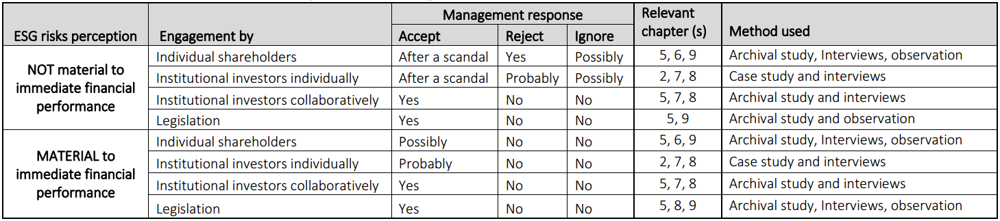 ESG risks perception Engagement by Management response Relevant chapter (s) Method used
Accept Reject Ignore
NOT material to immediate financial performance
Individual shareholders After a scandal Yes Possibly 5, 6, 9 Archival study, Interviews, observation
Institutional investors individually After a scandal Probably Possibly 2, 7, 8 Case study and interviews
Institutional investors collaboratively Yes No No 5, 7, 8 Archival study and interviews
Legislation Yes No No 5, 9 Archival study and observation
MATERIAL to immediate financial performance
Individual shareholders Possibly No No 5, 6, 9 Archival study, Interviews, observation
Institutional investors individually Probably No No 2, 7, 8 Case study and interviews
Institutional investors collaboratively Yes No No 5, 7, 8 Archival study and interviews
Legislation Yes No No 5, 8, 9 Archival study, Interviews, observation